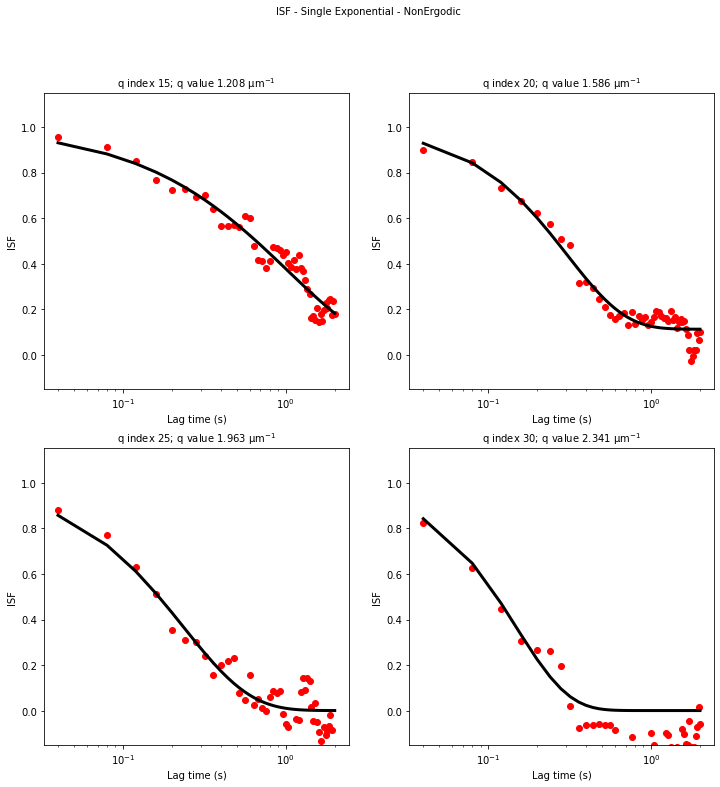 ISF - Single Exponential - NonErgodic
q index 15; q value 1.208 μm⁻¹
q index 20; q value 1.586 μm⁻¹
1.0
0.8
0.6
0.4
0.2
0.0
ISF
10⁻¹
10⁰
Lag time (s)
1.0
0.8
0.6
0.4
0.2
0.0
ISF
10⁻¹
10⁰
Lag time (s)
q index 25; q value 1.963 μm⁻¹
q index 30; q value 2.341 μm⁻¹
1.0
0.8
0.6
0.4
0.2
0.0
ISF
10⁻¹
10⁰
Lag time (s)
1.0
0.8
0.6
0.4
0.2
0.0
ISF
10⁻¹
10⁰
Lag time (s)